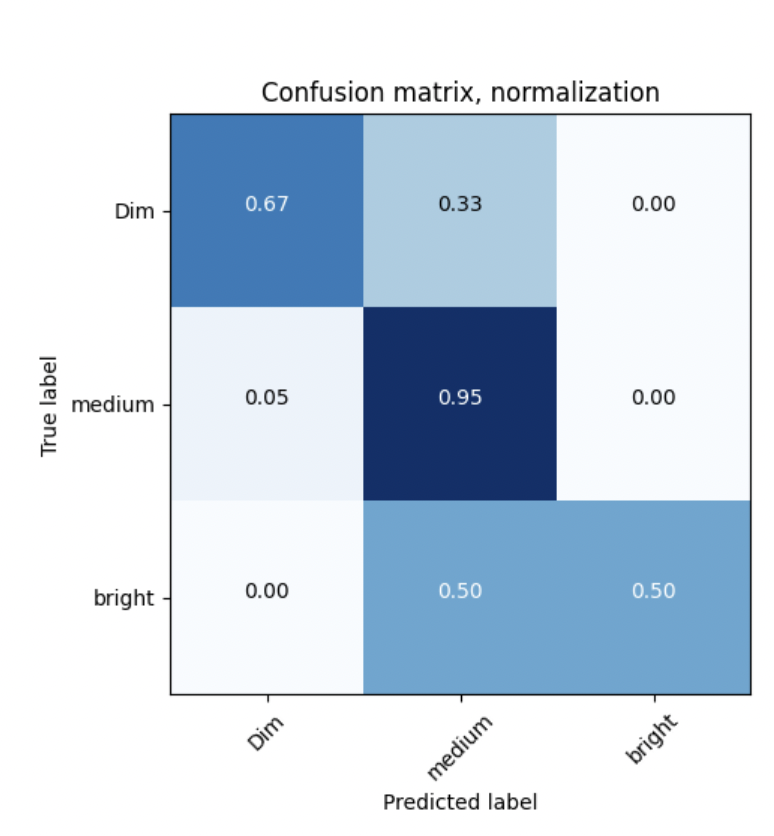 Confusion matrix, normalization
Dim 0.67 0.33 0.00
True label
medium 0.05 0.95 0.00
bright 0.00 0.50 0.50
Dim medium bright
Predicted label